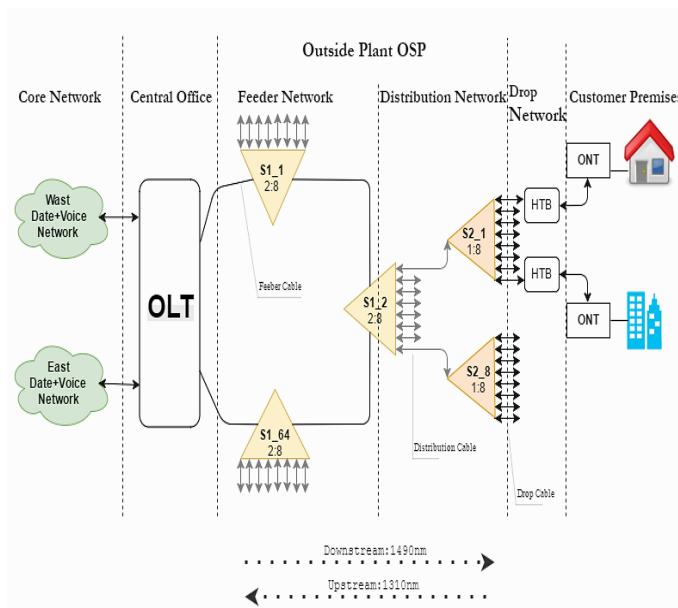 Outside Plant OSP
Core Network
Central Office
Feeder Network
Distribution Network
Drop
Network
Customer Premises
S1_1
2:8
ONT
Wast
Date+Voice
Network
HTB
S2_1
1:8
Feeber Cable
HTB
OLT
S1_2
2:8
ONT
East
Date+Voice
Network
S2_8
1:8
S1_64
2:8
Distribution Cable
Drop Cable
Downstream:1490nm
Upstream:1310nm